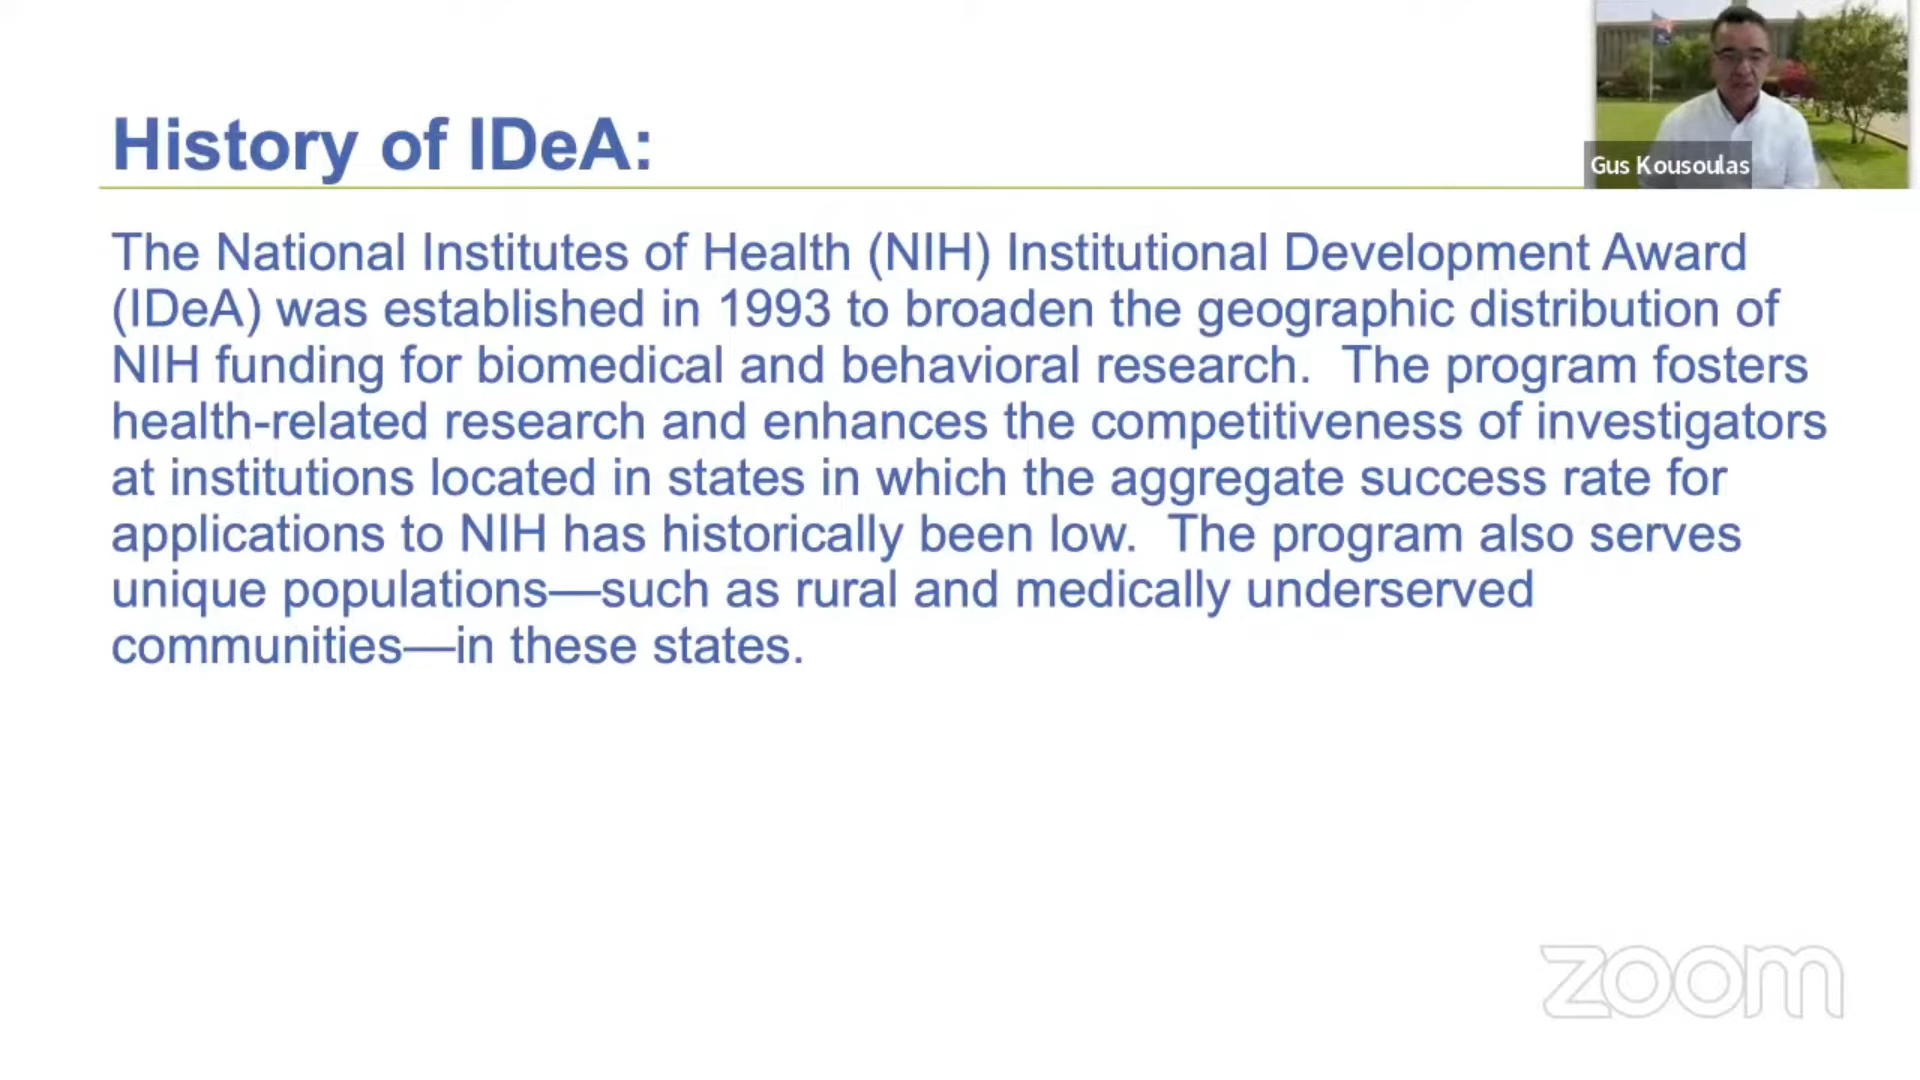 History of IDeA:
Gus Kousoulas
The National Institutes of Health (NIH) Institutional Development Award
(IDeA) was established in 1993 to broaden the geographic distribution of
NIH funding for biomedical and behavioral research.  The program fosters
health-related research and enhances the competitiveness of investigators
at institutions located in states in which the aggregate success rate for
applications to NIH has historically been low.  The program also serves
unique populations—such as rural and medically underserved
communities—in these states.
zoom